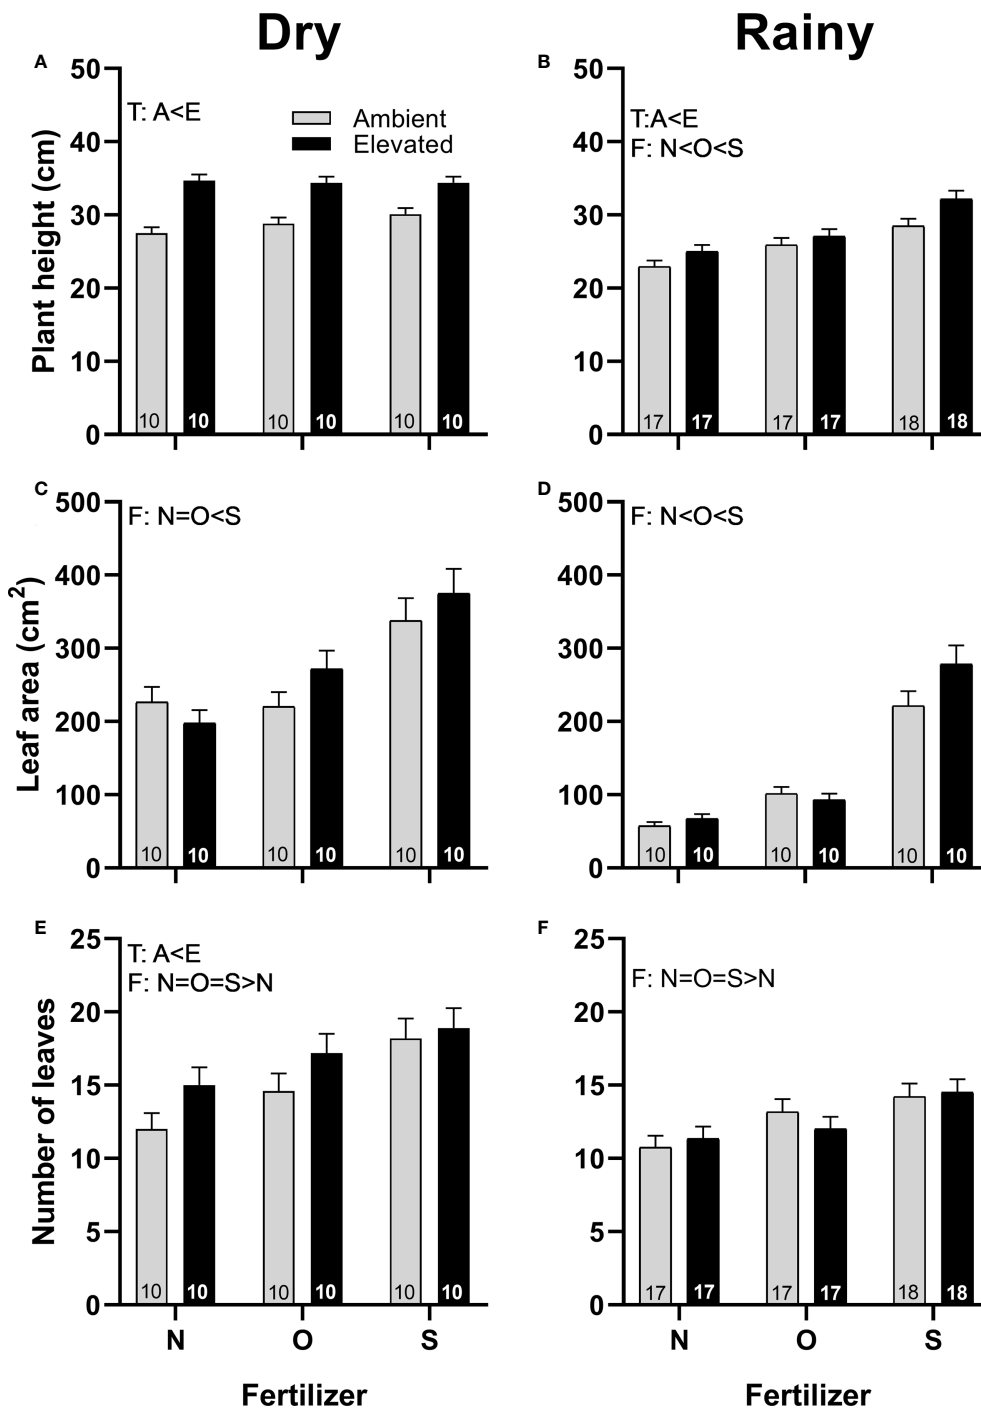 Dry
Rainy
A
50
40
30
20
10
0
Plant height (cm)
T: A<E
Ambient
Elevated
10
10
10
10
10
10
B
50
40
30
20
10
0
T:A<E
F: N<O<S
17
17
17
17
18
18
C
500
400
300
200
100
0
Leaf area (cm²)
F: N=O<S
10
10
10
10
10
10
D
500
400
300
200
100
0
F: N<O<S
10
10
10
10
10
10
E
25
20
15
10
5
0
Number of leaves
T: A<E
F: N=O=S>N
10
10
10
10
10
10
N
O
S
Fertilizer
F
25
20
15
10
5
0
F: N=O=S>N
17
17
17
17
18
18
N
O
S
Fertilizer